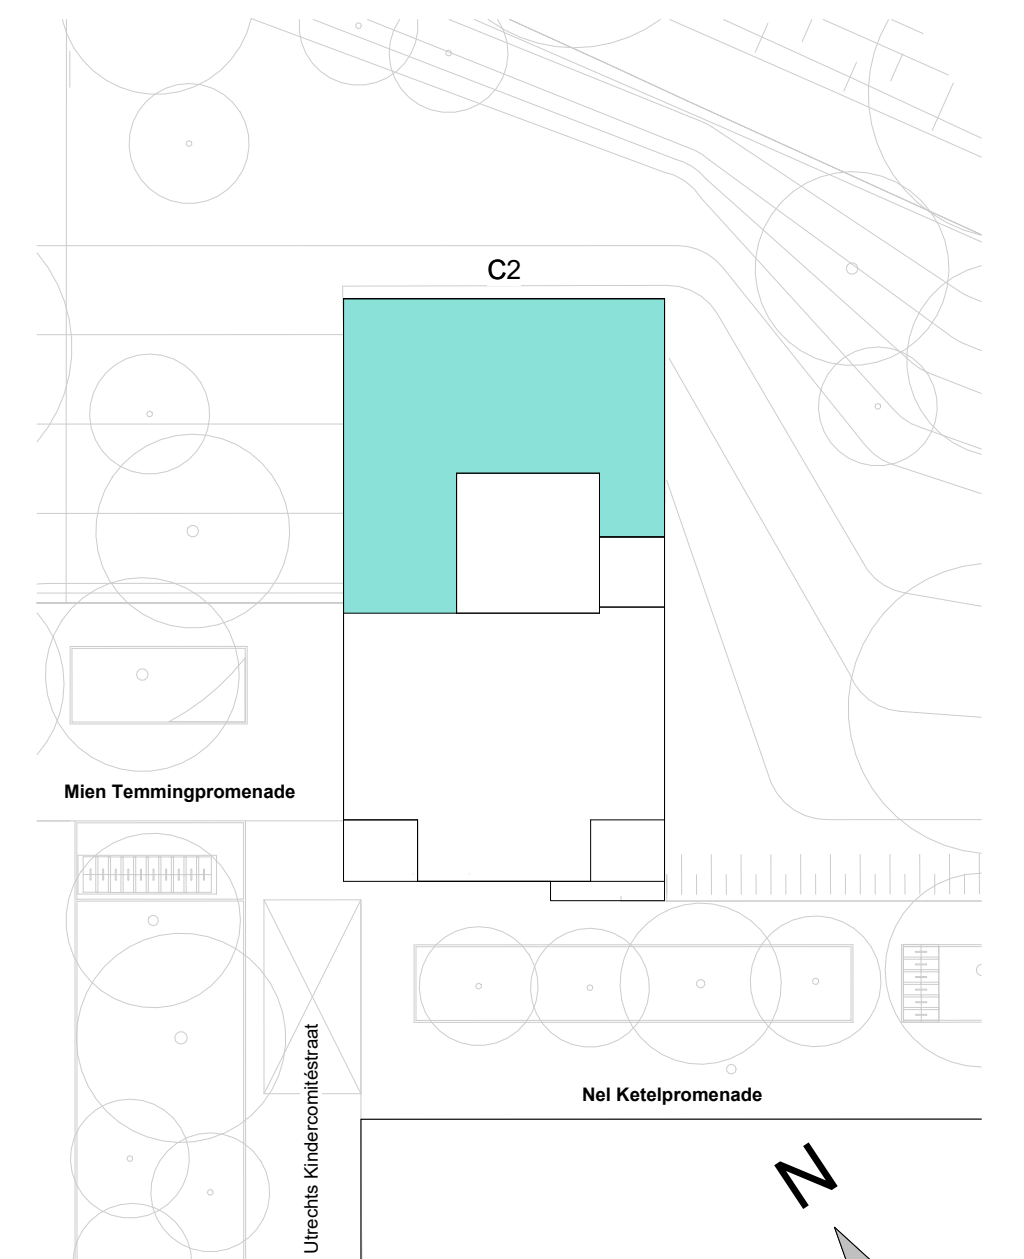 C2
Mien Temmingpromenade
Utrechts Kindercomitéstraat
Nel Ketelpromenade
N